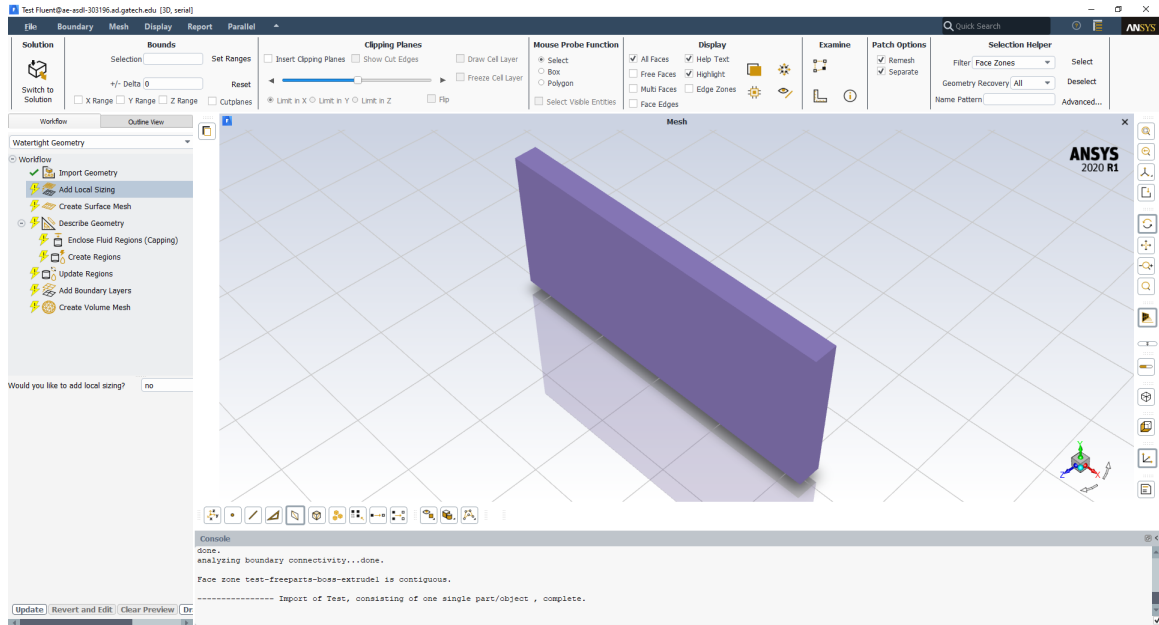 Test Fluent@ae-asdl-303196.ad.gatech.edu [3D, serial]
File Boundary Mesh Display Report Parallel
Quick Search
ANSYS
Solution
Switch to
Solution
Bounds
Selection
Set Ranges
+/- Delta 0
Reset
X Range Y Range Z Range Cutplanes
Clipping Planes
Insert Clipping Planes Show Cut Edges Draw Cell Layer
Freeze Cell Layer
Limit in X Limit in Y Limit in Z Flip
Mouse Probe Function
Select
Box
Polygon
Select Visible Entities
Display
All Faces Help Text
Free Faces Highlight
Multi Faces Edge Zones
Face Edges
Examine
Patch Options
Remesh
Separate
Selection Helper
Filter Face Zones Select
Geometry Recovery All Deselect
Name Pattern Advanced...
Workflow Outline View
Watertight Geometry
Workflow
Import Geometry
Add Local Sizing
Create Surface Mesh
Describe Geometry
Enclose Fluid Regions (Capping)
Create Regions
Update Regions
Add Boundary Layers
Create Volume Mesh
Would you like to add local sizing? no
Update Revert and Edit Clear Preview Dr
Mesh
ANSYS
2020 R1
Y
Z X
Console
done.
analyzing boundary connectivity...done.
Face zone test-freeparts-boss-extrude1 is contiguous.
---------------- Import of Test, consisting of one single part/object , complete.